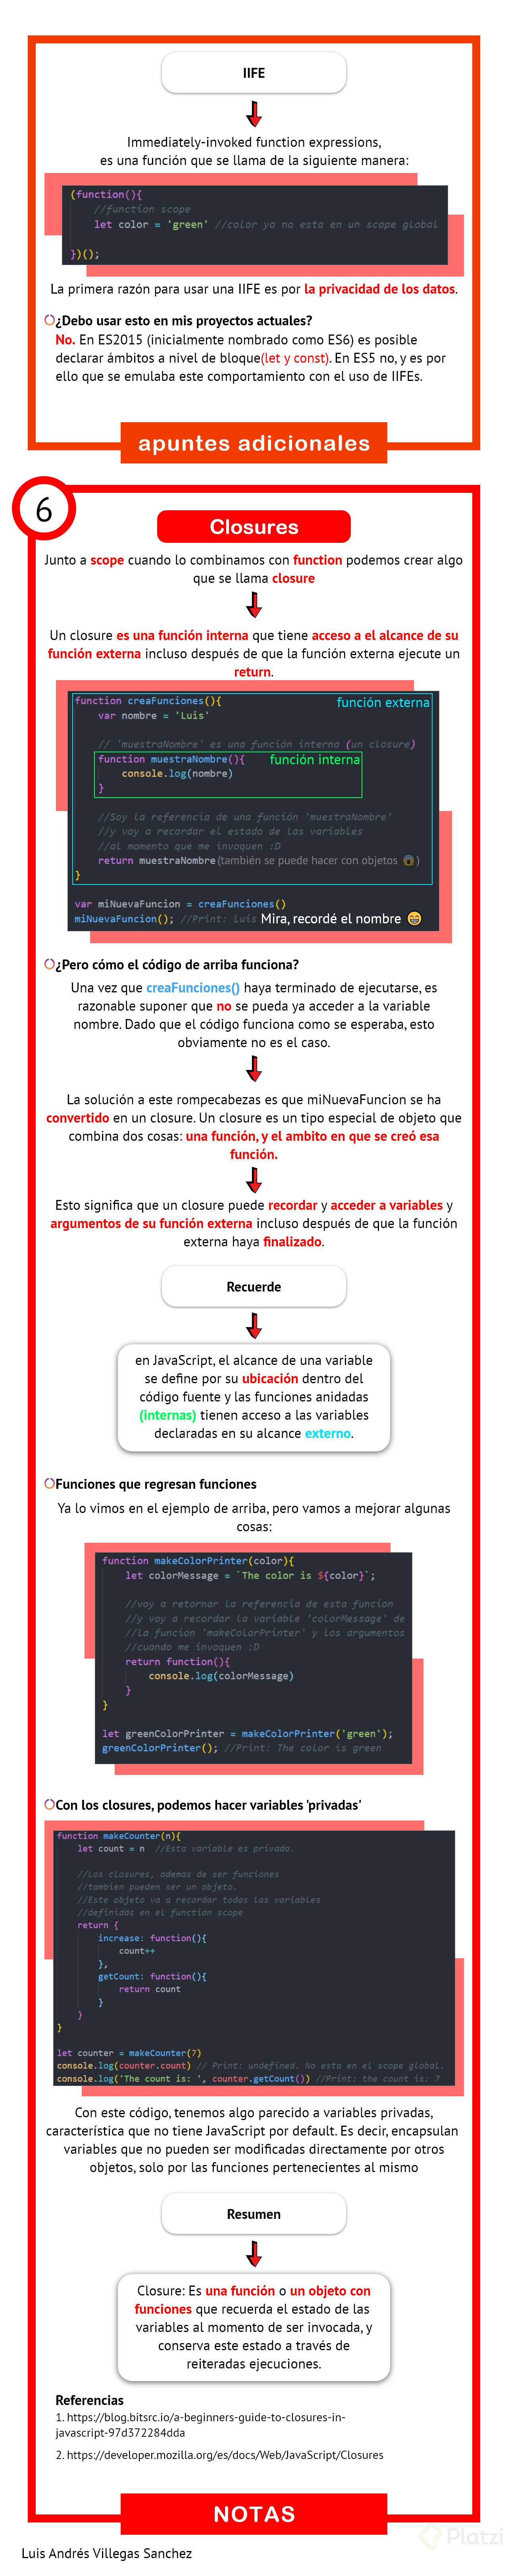 IIFE
Immediately-invoked function expressions,
es una función que se llama de la siguiente manera:
(function(){
//function scope
let color = 'green' //color ya no esta en un scope global
})();
La primera razón para usar una IIFE es por la privacidad de los datos.
¿Debo usar esto en mis proyectos actuales?
No. En ES2015 (inicialmente nombrado como ES6) es posible
declarar ámbitos a nivel de bloque(let y const). En ES5 no, y es por
ello que se emulaba este comportamiento con el uso de IIFEs.
apuntes adicionales
6
Closures
Junto a scope cuando lo combinamos con function podemos crear algo
que se llama closure
Un closure es una función interna que tiene acceso a el alcance de su
función externa incluso después de que la función externa ejecute un
return.
function creaFunciones(){ función externa
var nombre = 'Luis'
// 'muestraNombre' es una función interna (un closure)
function muestraNombre(){ función interna
console.log(nombre)
}
//Soy la referencia de una función 'muestraNombre'
//y voy a recordar el estado de las variables
//al momento que me invoquen :D
return muestraNombre (también se puede hacer con objetos 😱)
}
var miNuevaFuncion = creaFunciones()
miNuevaFuncion(); //Print: Luis Mira, recordé el nombre 😁
¿Pero cómo el código de arriba funciona?
Una vez que creaFunciones() haya terminado de ejecutarse, es
razonable suponer que no se pueda ya acceder a la variable
nombre. Dado que el código funciona como se esperaba, esto
obviamente no es el caso.
La solución a este rompecabezas es que miNuevaFuncion se ha
convertido en un closure. Un closure es un tipo especial de objeto que
combina dos cosas: una función, y el ambito en que se creó esa
función.
Esto significa que un closure puede recordar y acceder a variables y
argumentos de su función externa incluso después de que la función
externa haya finalizado.
Recuerde
en JavaScript, el alcance de una variable
se define por su ubicación dentro del
código fuente y las funciones anidadas
(internas) tienen acceso a las variables
declaradas en su alcance externo.
Funciones que regresan funciones
Ya lo vimos en el ejemplo de arriba, pero vamos a mejorar algunas
cosas:
function makeColorPrinter(color){
let colorMessage = `The color is ${color}`;
//voy a retornar la referencia de esta funcion
//y voy a recordar la variable 'colorMessage' de
//la funcion 'makeColorPrinter' y los argumentos
//cuando me invoquen :D
return function(){
console.log(colorMessage)
}
}
let greenColorPrinter = makeColorPrinter('green');
greenColorPrinter(); //Print: The color is green
Con los closures, podemos hacer variables 'privadas'
function makeCounter(n){
let count = n //Esta variable es privada.
//Los closures, ademas de ser funciones
//tambien pueden ser un objeto.
//Este objeto va a recordar todas las variables
//definidas en el function scope
return {
increase: function(){
count++
},
getCount: function(){
return count
}
}
}
let counter = makeCounter(7)
console.log(counter.count) // Print: undefined. No esta en el scope global.
console.log('The count is: ', counter.getCount()) //Print: the count is: 7
Con este código, tenemos algo parecido a variables privadas,
característica que no tiene JavaScript por default. Es decir, encapsulan
variables que no pueden ser modificadas directamente por otros
objetos, solo por las funciones pertenecientes al mismo
Resumen
Closure: Es una función o un objeto con
funciones que recuerda el estado de las
variables al momento de ser invocada, y
conserva este estado a través de
reiteradas ejecuciones.
Referencias
1. https://blog.bitsrc.io/a-beginners-guide-to-closures-in-
javascript-97d372284dda
2. https://developer.mozilla.org/es/docs/Web/JavaScript/Closures
NOTAS
Platzi
Luis Andrés Villegas Sanchez